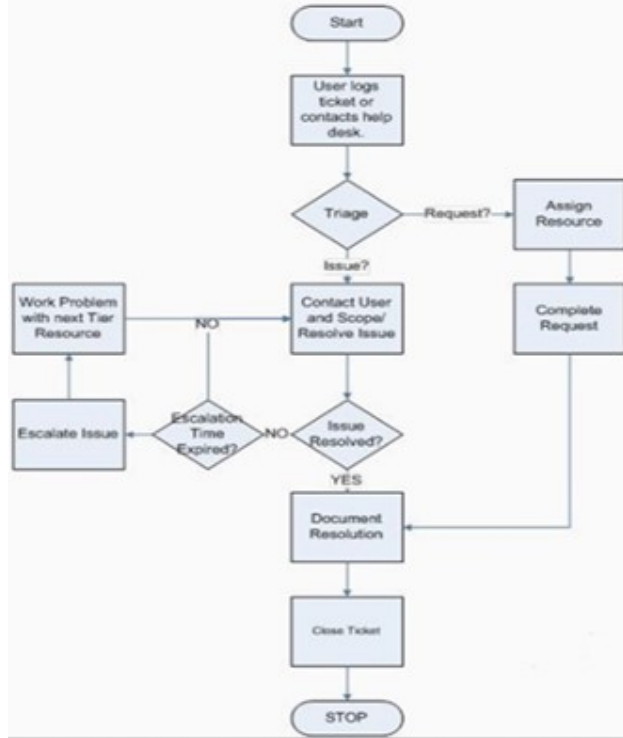 Start
User logs
ticket or
contacts help
desk.
Triage
Request?
Assign
Resource
Issue?
Work Problem
with next Tier
Resource
NO
Contact User
and Scope/
Resolve Issue
Complete
Request
Escalate Issue
Escalation
Time
Expired?
NO
Issue
Resolved?
YES
Document
Resolution
Close Ticket
STOP